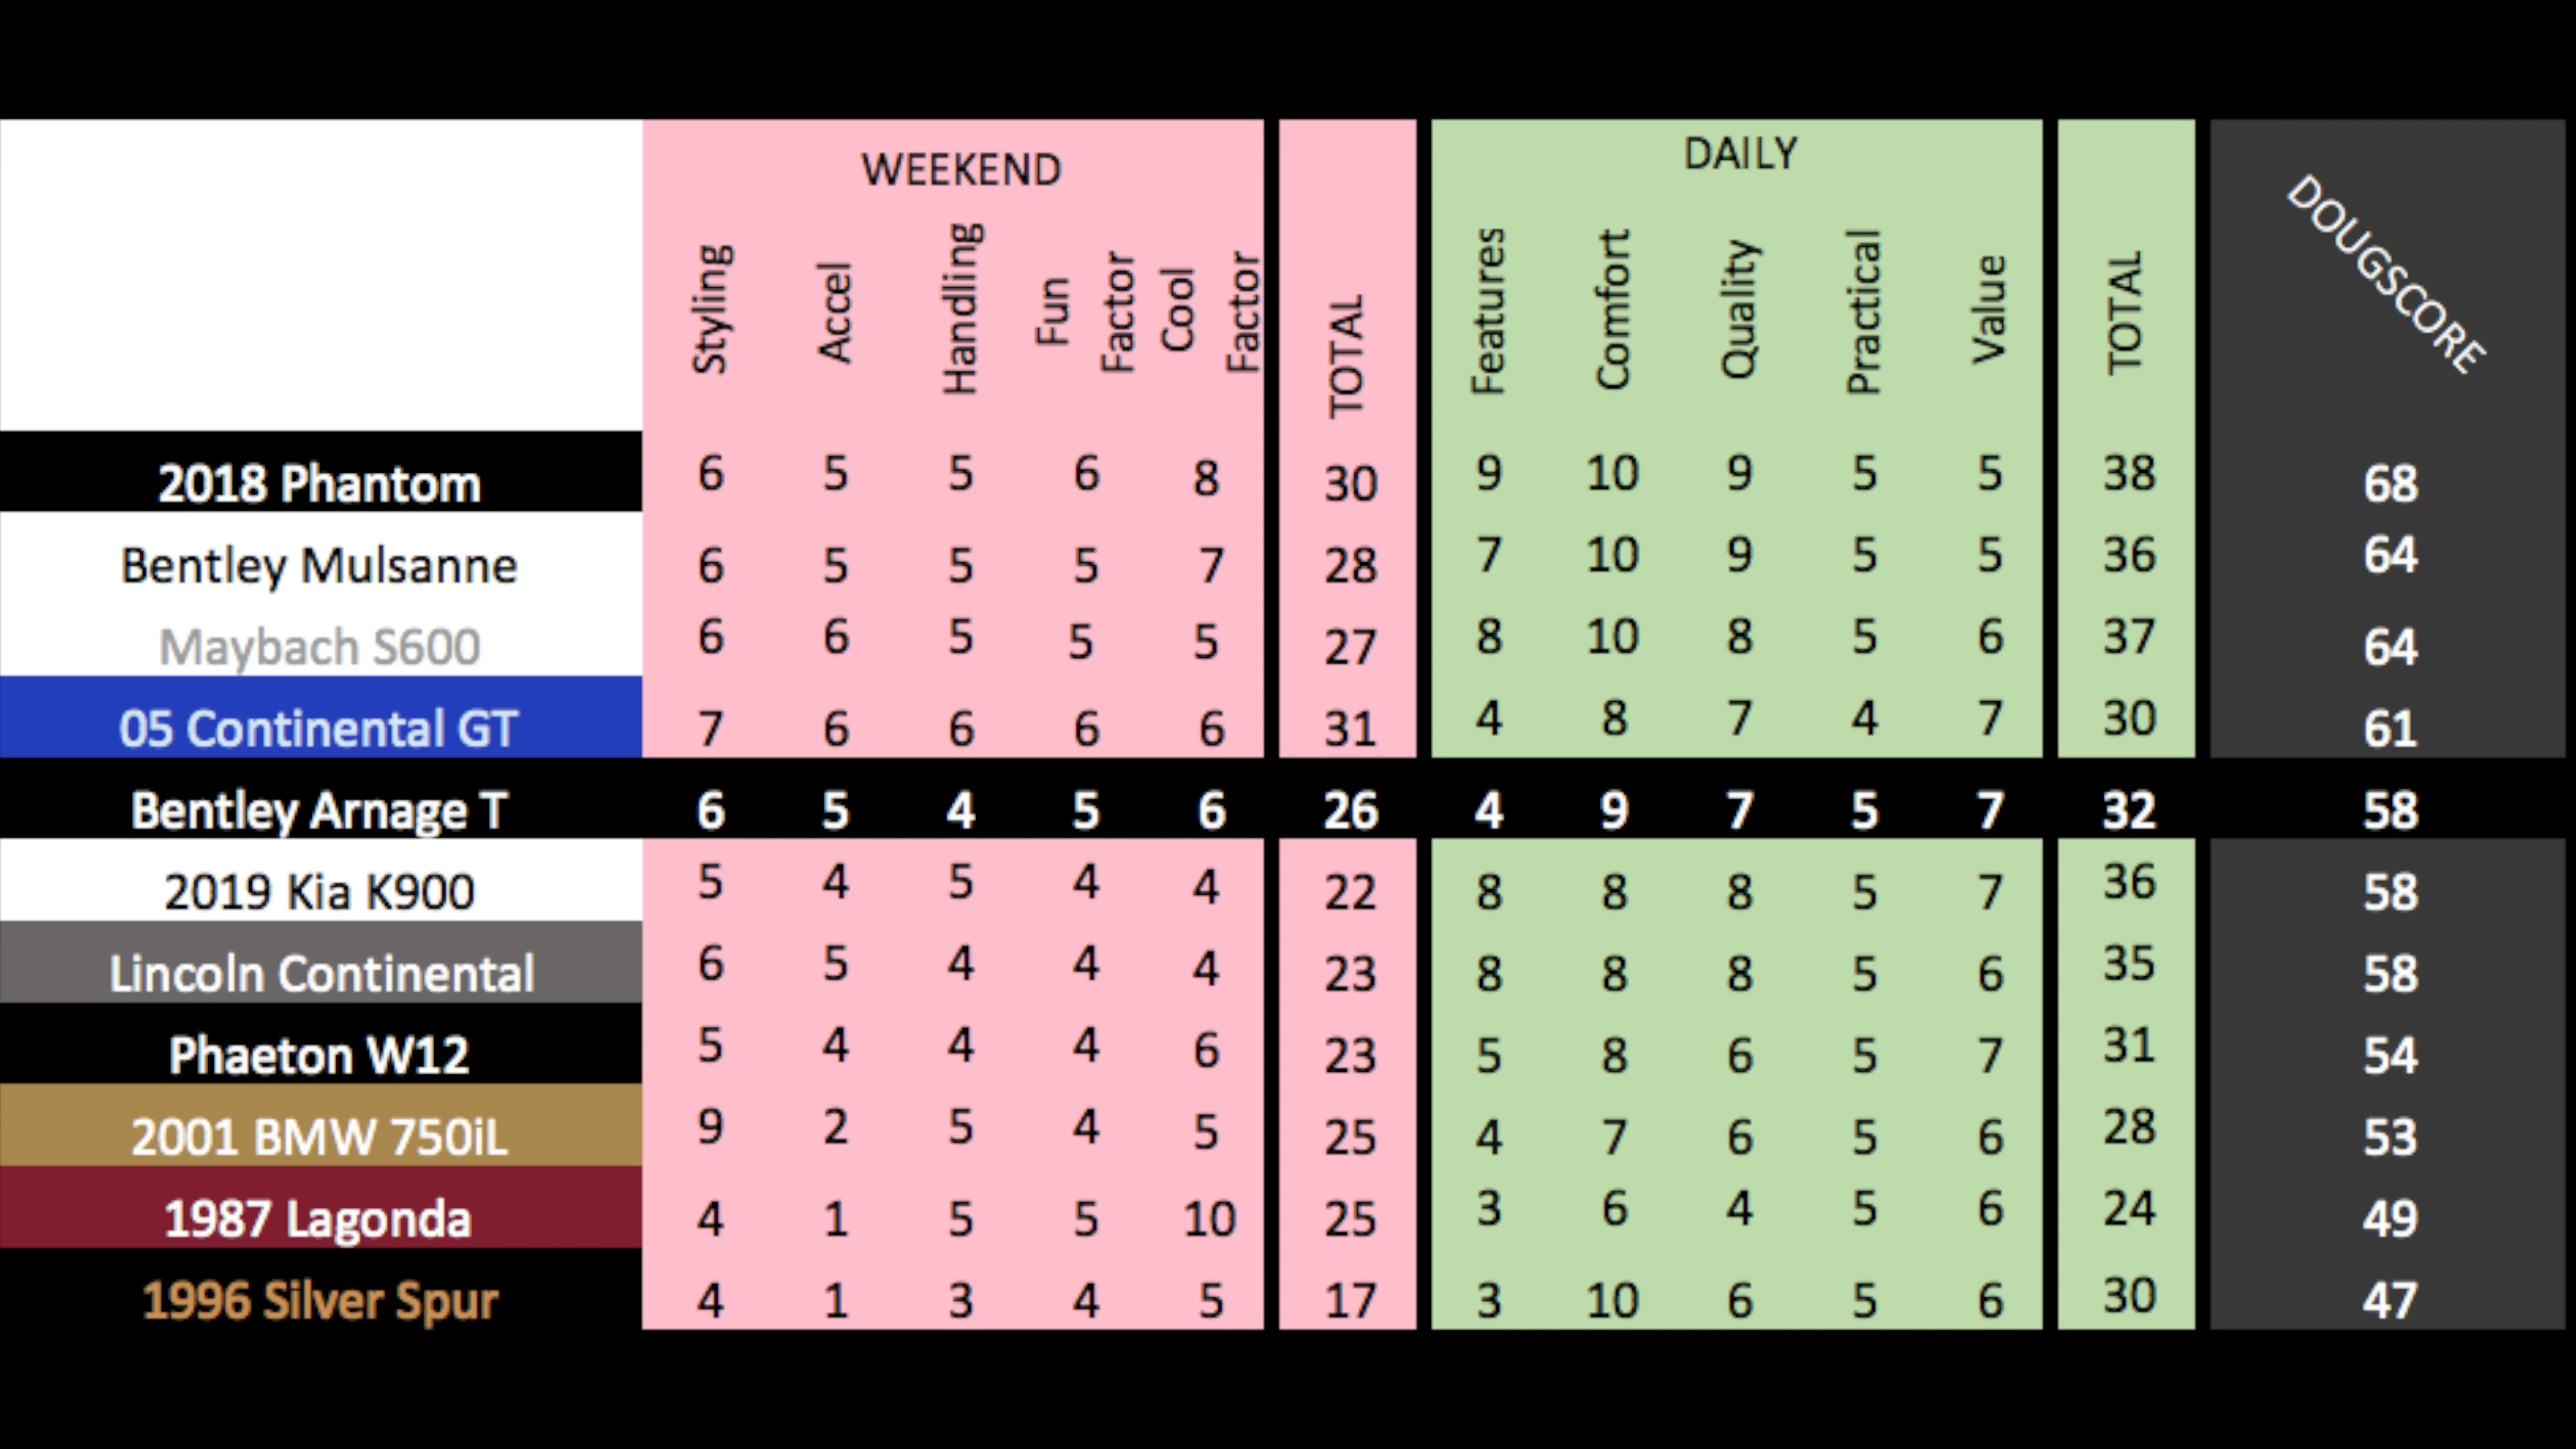 WEEKEND DAILY
Styling Accel Handling Fun Factor Cool Factor TOTAL Features Comfort Quality Practical Value TOTAL DOUGSCORE
2018 Phantom 6 5 5 6 8 30 9 10 9 5 5 38 68
Bentley Mulsanne 6 5 5 5 7 28 7 10 9 5 5 36 64
Maybach S600 6 6 5 5 5 27 8 10 8 5 6 37 64
05 Continental GT 7 6 6 6 6 31 4 8 7 4 7 30 61
Bentley Arnage T 6 5 4 5 6 26 4 9 7 5 7 32 58
2019 Kia K900 5 4 5 4 4 22 8 8 8 5 7 36 58
Lincoln Continental 6 5 4 4 4 23 8 8 8 5 6 35 58
Phaeton W12 5 4 4 4 6 23 5 8 6 5 7 31 54
2001 BMW 750iL 9 2 5 4 5 25 4 7 6 5 6 28 53
1987 Lagonda 4 1 5 5 10 25 3 6 4 5 6 24 49
1996 Silver Spur 4 1 3 4 5 17 3 10 6 5 6 30 47